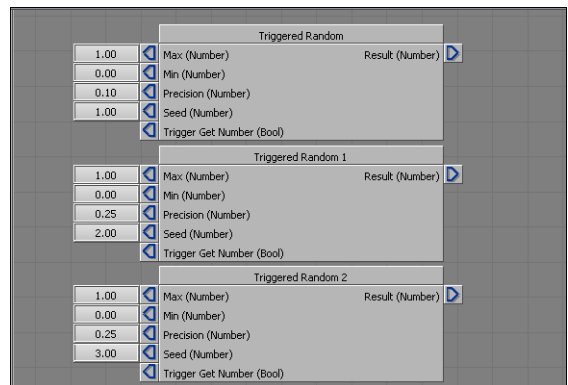 Triggered Random
1.00 Max (Number) Result (Number)
0.00 Min (Number)
0.10 Precision (Number)
1.00 Seed (Number)
Trigger Get Number (Bool)
Triggered Random 1
1.00 Max (Number) Result (Number)
0.00 Min (Number)
0.25 Precision (Number)
2.00 Seed (Number)
Trigger Get Number (Bool)
Triggered Random 2
1.00 Max (Number) Result (Number)
0.00 Min (Number)
0.25 Precision (Number)
3.00 Seed (Number)
Trigger Get Number (Bool)